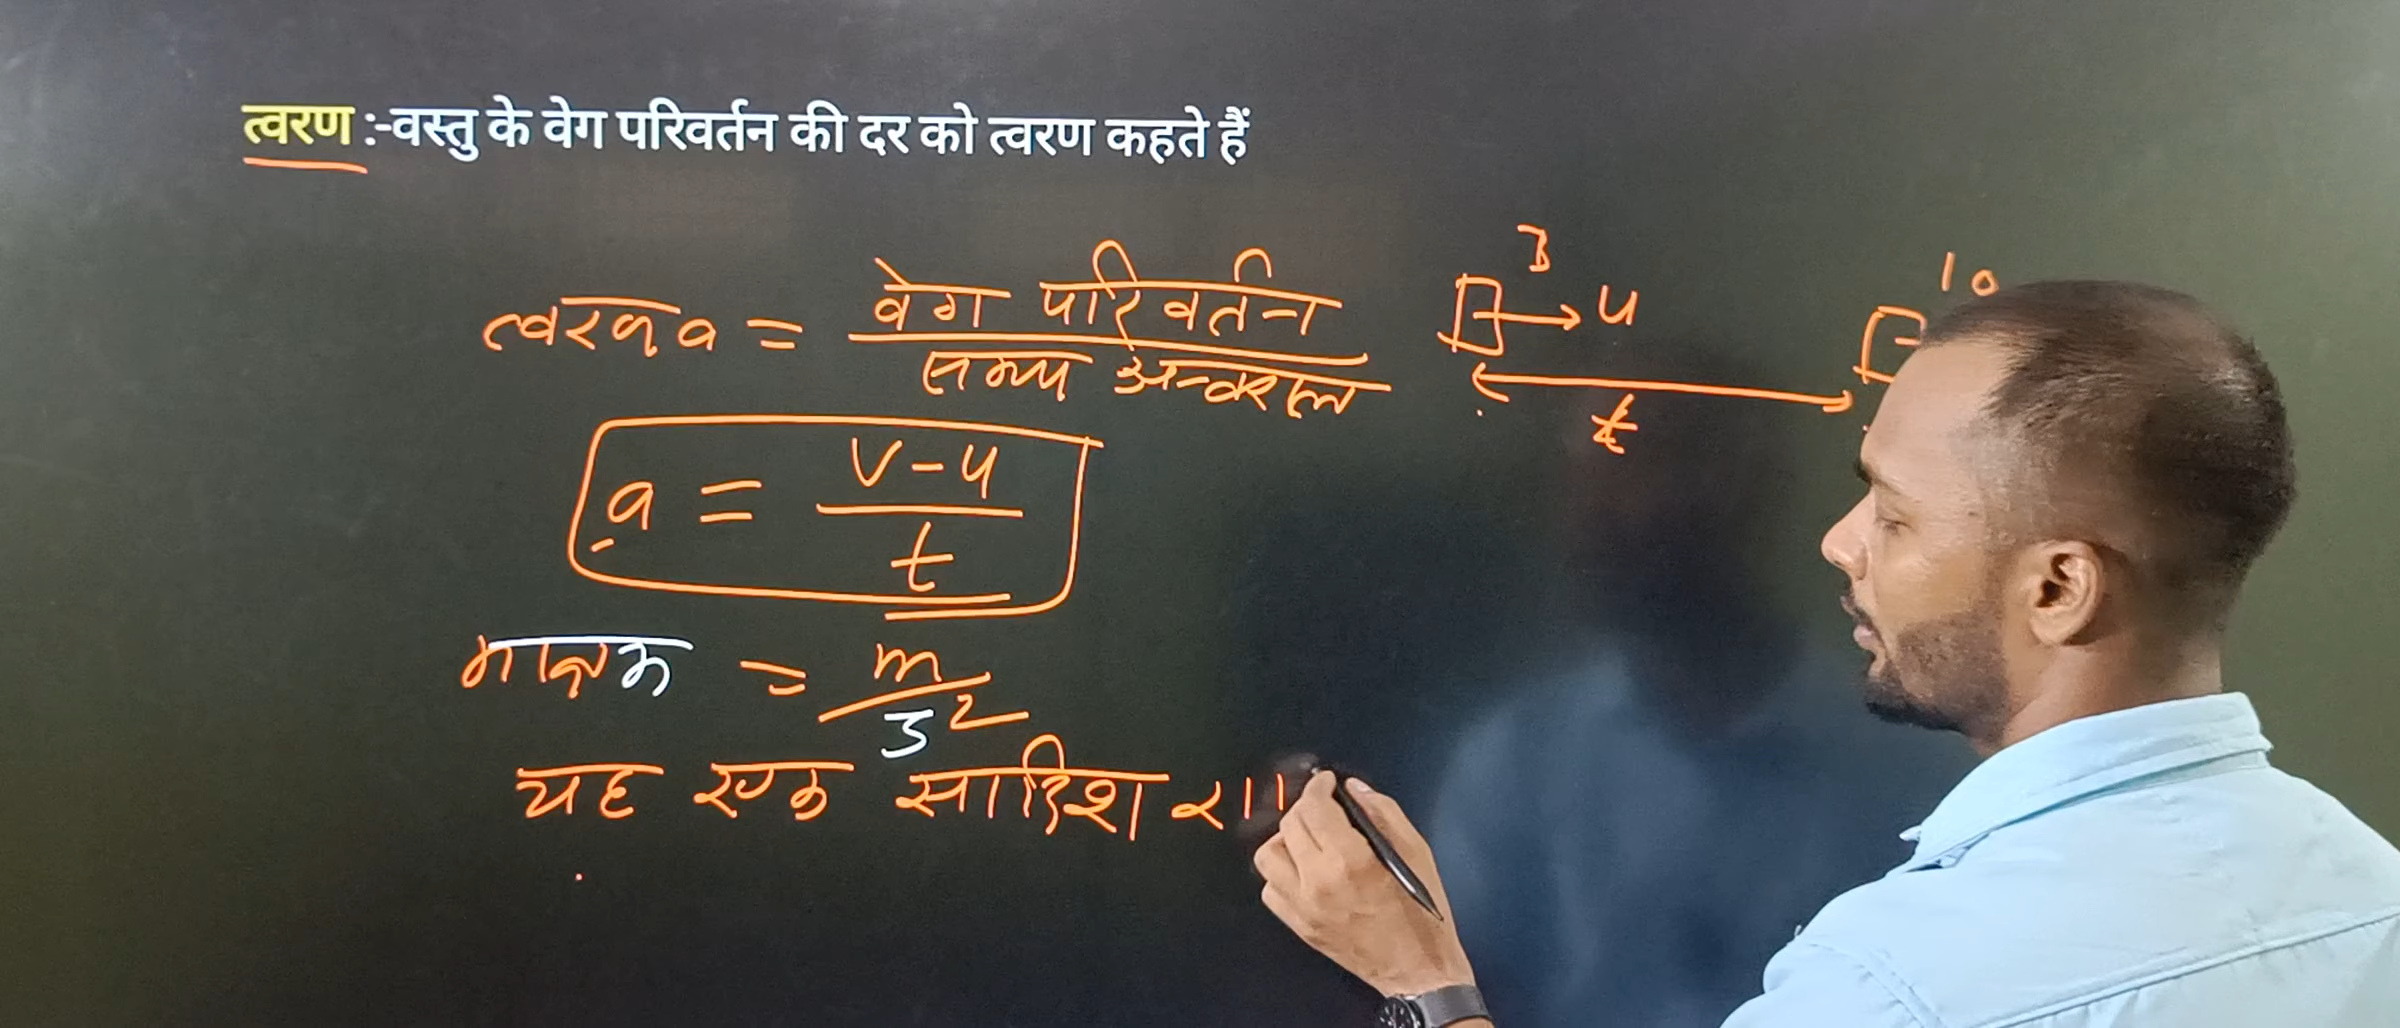 त्वरण :-वस्तु के वेग परिवर्तन की दर को त्वरण कहते हैं
त्वरण a = वेग परिवर्तन / समय अन्तराल
3
u
10
t
a = v-u / t
मात्रक = m/s²
यह एक सादिश रा